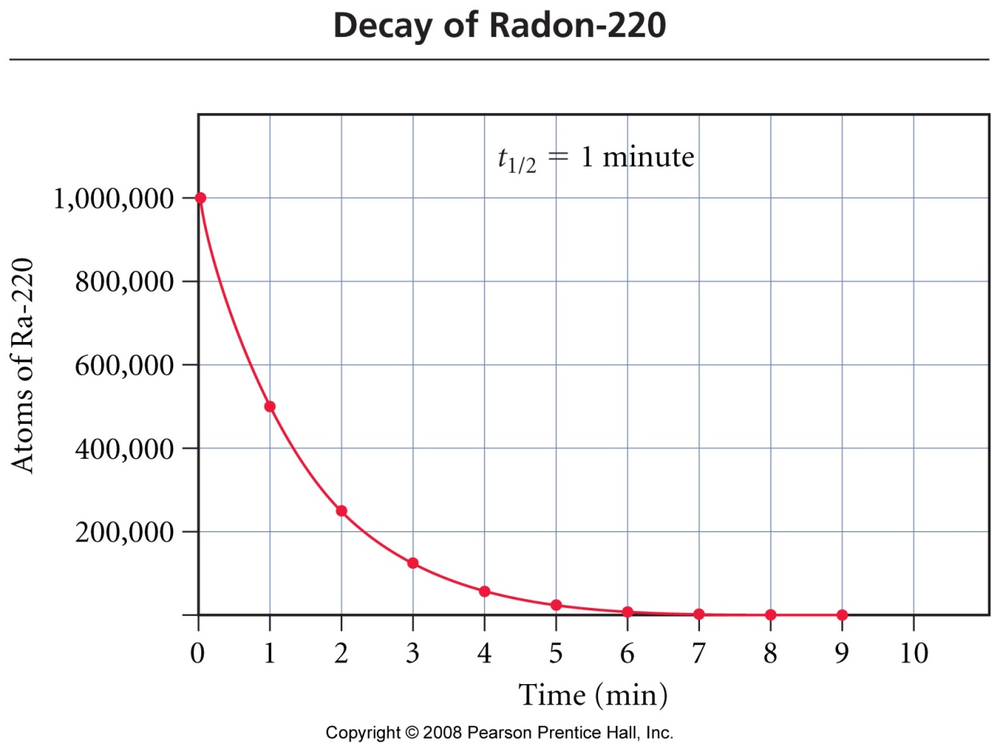 Decay of Radon-220
t1/2 = 1 minute
Atoms of Ra-220
1,000,000
800,000
600,000
400,000
200,000
0 1 2 3 4 5 6 7 8 9 10
Time (min)
Copyright © 2008 Pearson Prentice Hall, Inc.